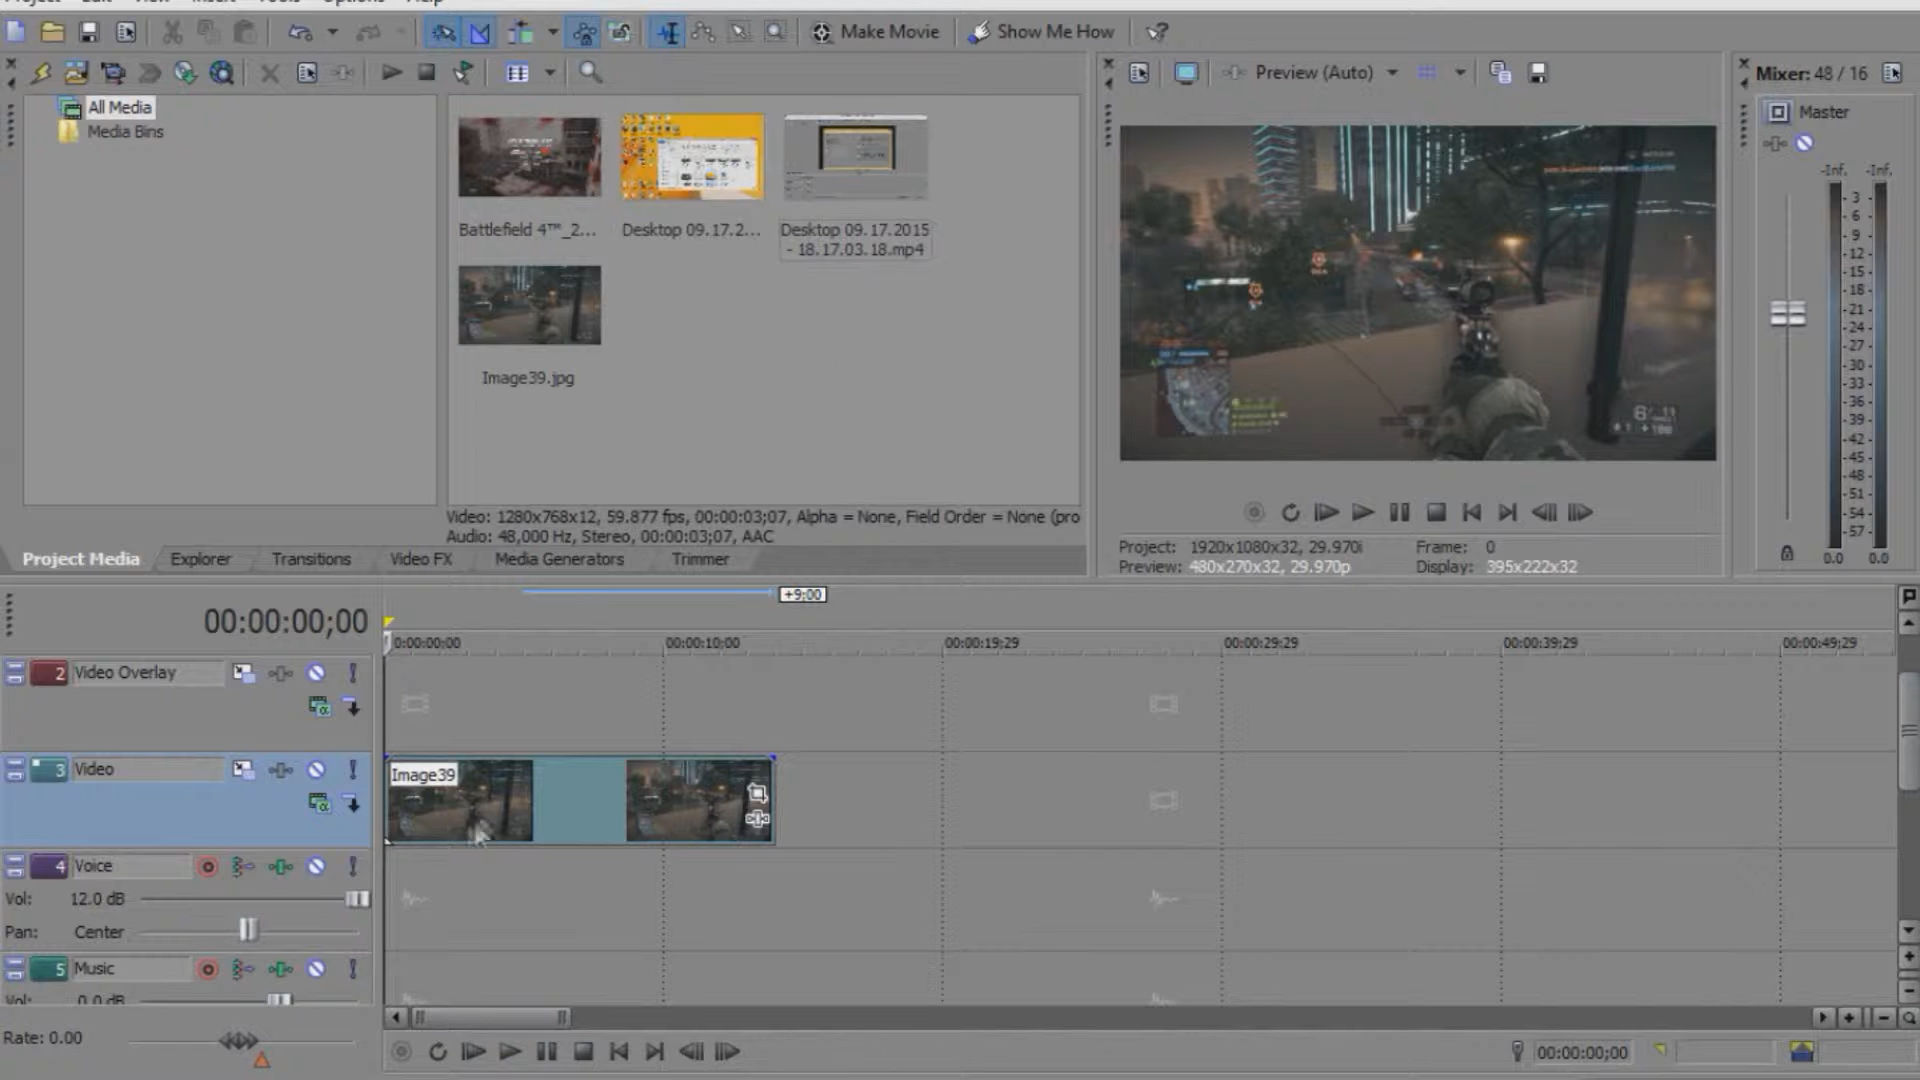 Project Edit View Insert Tools Options Help
Make Movie Show Me How
All Media
Media Bins
Battlefield 4™_2...
Desktop 09.17.2...
Desktop 09.17.2015
- 18.17.03.18.mp4
Image39.jpg
Video: 1280x768x12, 59.877 fps, 00:00:03;07, Alpha = None, Field Order = None (pro
Audio: 48,000 Hz, Stereo, 00:00:03;07, AAC
Project Media Explorer Transitions Video FX Media Generators Trimmer
Preview (Auto)
Project: 1920x1080x32, 29.970i Frame: 0
Preview: 480x270x32, 29.970p Display: 395x222x32
Mixer: 48 / 16
Master
-Inf. -Inf.
- 3 -
- 6 -
- 9 -
-12-
-15-
-18-
-21-
-24-
-27-
-30-
-33-
-36-
-39-
-42-
-45-
-48-
-51-
-54-
-57-
0.0 0.0
+9;00
00:00:00;00
0:00:00;00 00:00:10;00 00:00:19;29 00:00:29;29 00:00:39;29 00:00:49;29
2 Video Overlay
3 Video
Image39
4 Voice
Vol: 12.0 dB
Pan: Center
5 Music
Vol: 0.0 dB
Rate: 0.00
00:00:00;00